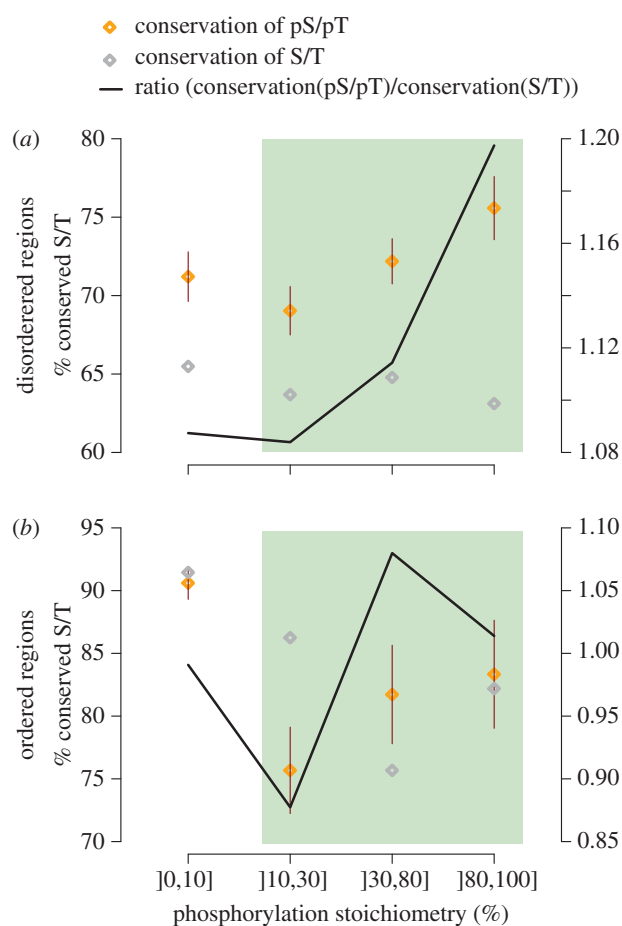 conservation of pS/pT
conservation of S/T
ratio (conservation(pS/pT)/conservation(S/T))
(a)
80
75
70
65
60
1.20
1.16
1.12
1.08
disorderered regions
% conserved S/T
(b)
95
90
85
80
75
70
1.10
1.05
1.00
0.95
0.90
0.85
ordered regions
% conserved S/T
]0,10] ]10,30] ]30,80] ]80,100]
phosphorylation stoichiometry (%)